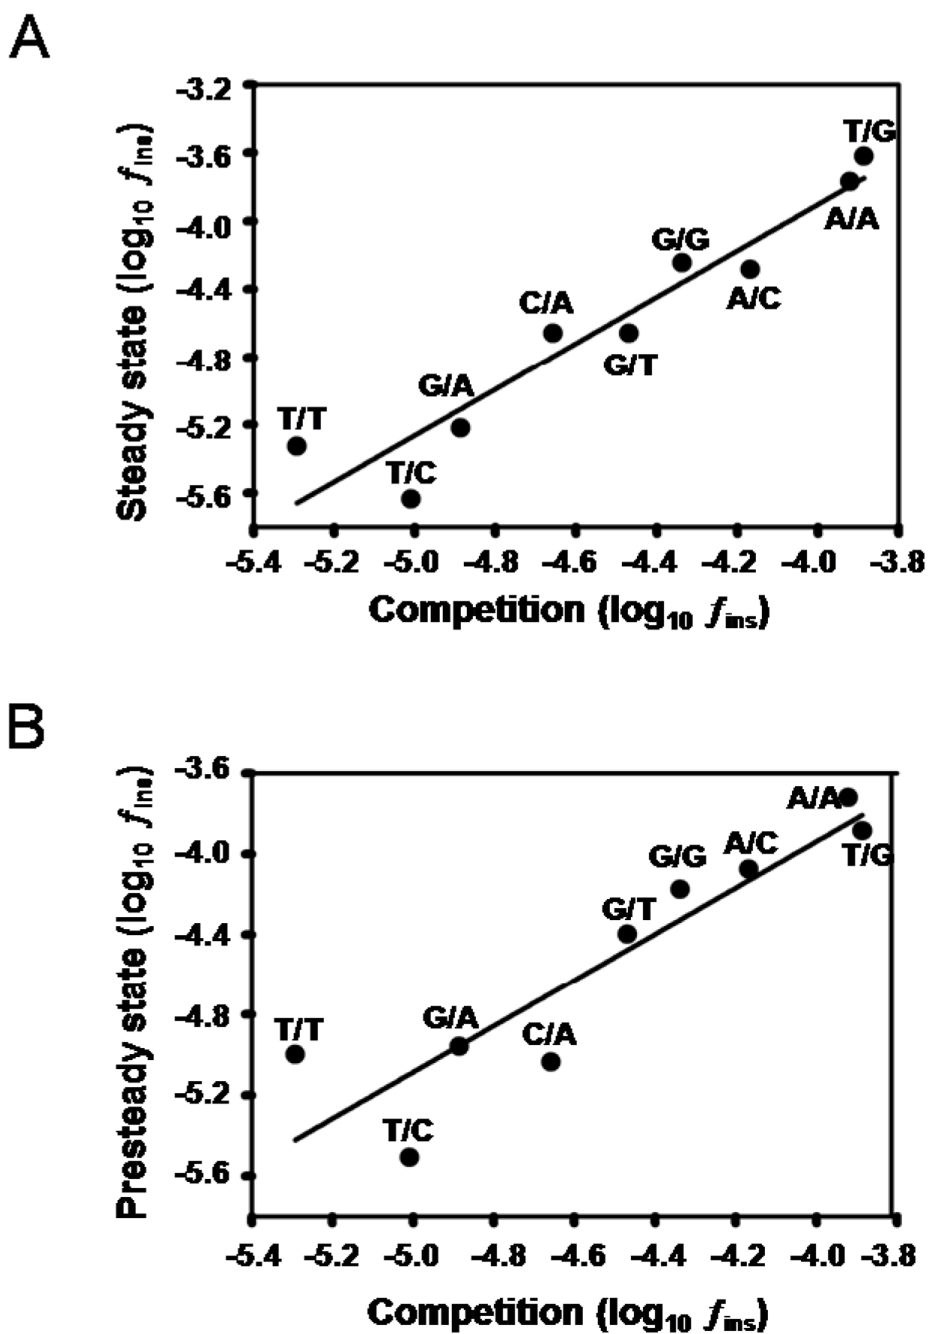 A
Steady state (log10 fins)
-3.2
-3.6
-4.0
-4.4
-4.8
-5.2
-5.6
T/G
A/A
G/G
A/C
C/A
G/T
G/A
T/T
T/C
-5.4 -5.2 -5.0 -4.8 -4.6 -4.4 -4.2 -4.0 -3.8
Competition (log10 fins)
B
Presteady state (log10 fins)
-3.6
-4.0
-4.4
-4.8
-5.2
-5.6
A/A
T/G
A/C
G/G
G/T
G/A
C/A
T/T
T/C
-5.4 -5.2 -5.0 -4.8 -4.6 -4.4 -4.2 -4.0 -3.8
Competition (log10 fins)